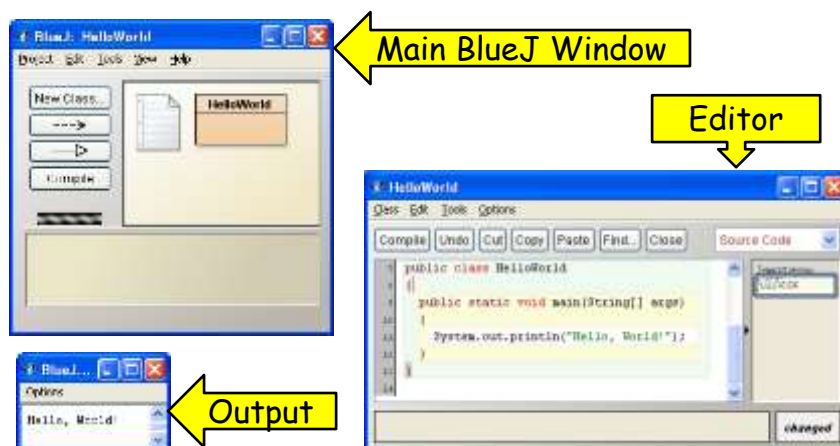 BlueJ: HelloWorld
Project Edit Tools View Help
Main BlueJ Window
New Class...
HelloWorld
Compile
Editor
HelloWorld
Class Edit Tools Options
Compile Undo Cut Copy Paste Find... Close Source Code
public class HelloWorld
{
public static void main(String[] args)
{
System.out.println("Hello, World!");
}
}
changed
BlueJ...
Options
Hello, World!
Output